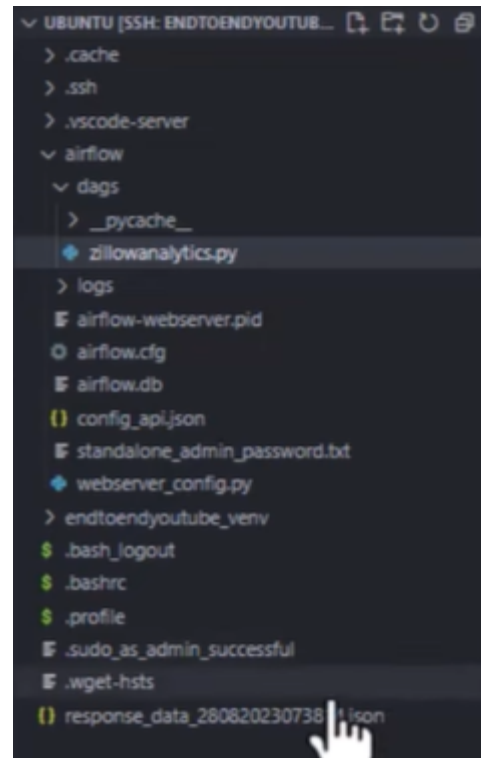 UBUNTU [SSH: ENDTOENDYOUTUB...
.cache
.ssh
.vscode-server
airflow
dags
__pycache__
zillowanalytics.py
logs
airflow-webserver.pid
airflow.cfg
airflow.db
config_api.json
standalone_admin_password.txt
webserver_config.py
endtoendyoutube_venv
.bash_logout
.bashrc
.profile
.sudo_as_admin_successful
.wget-hsts